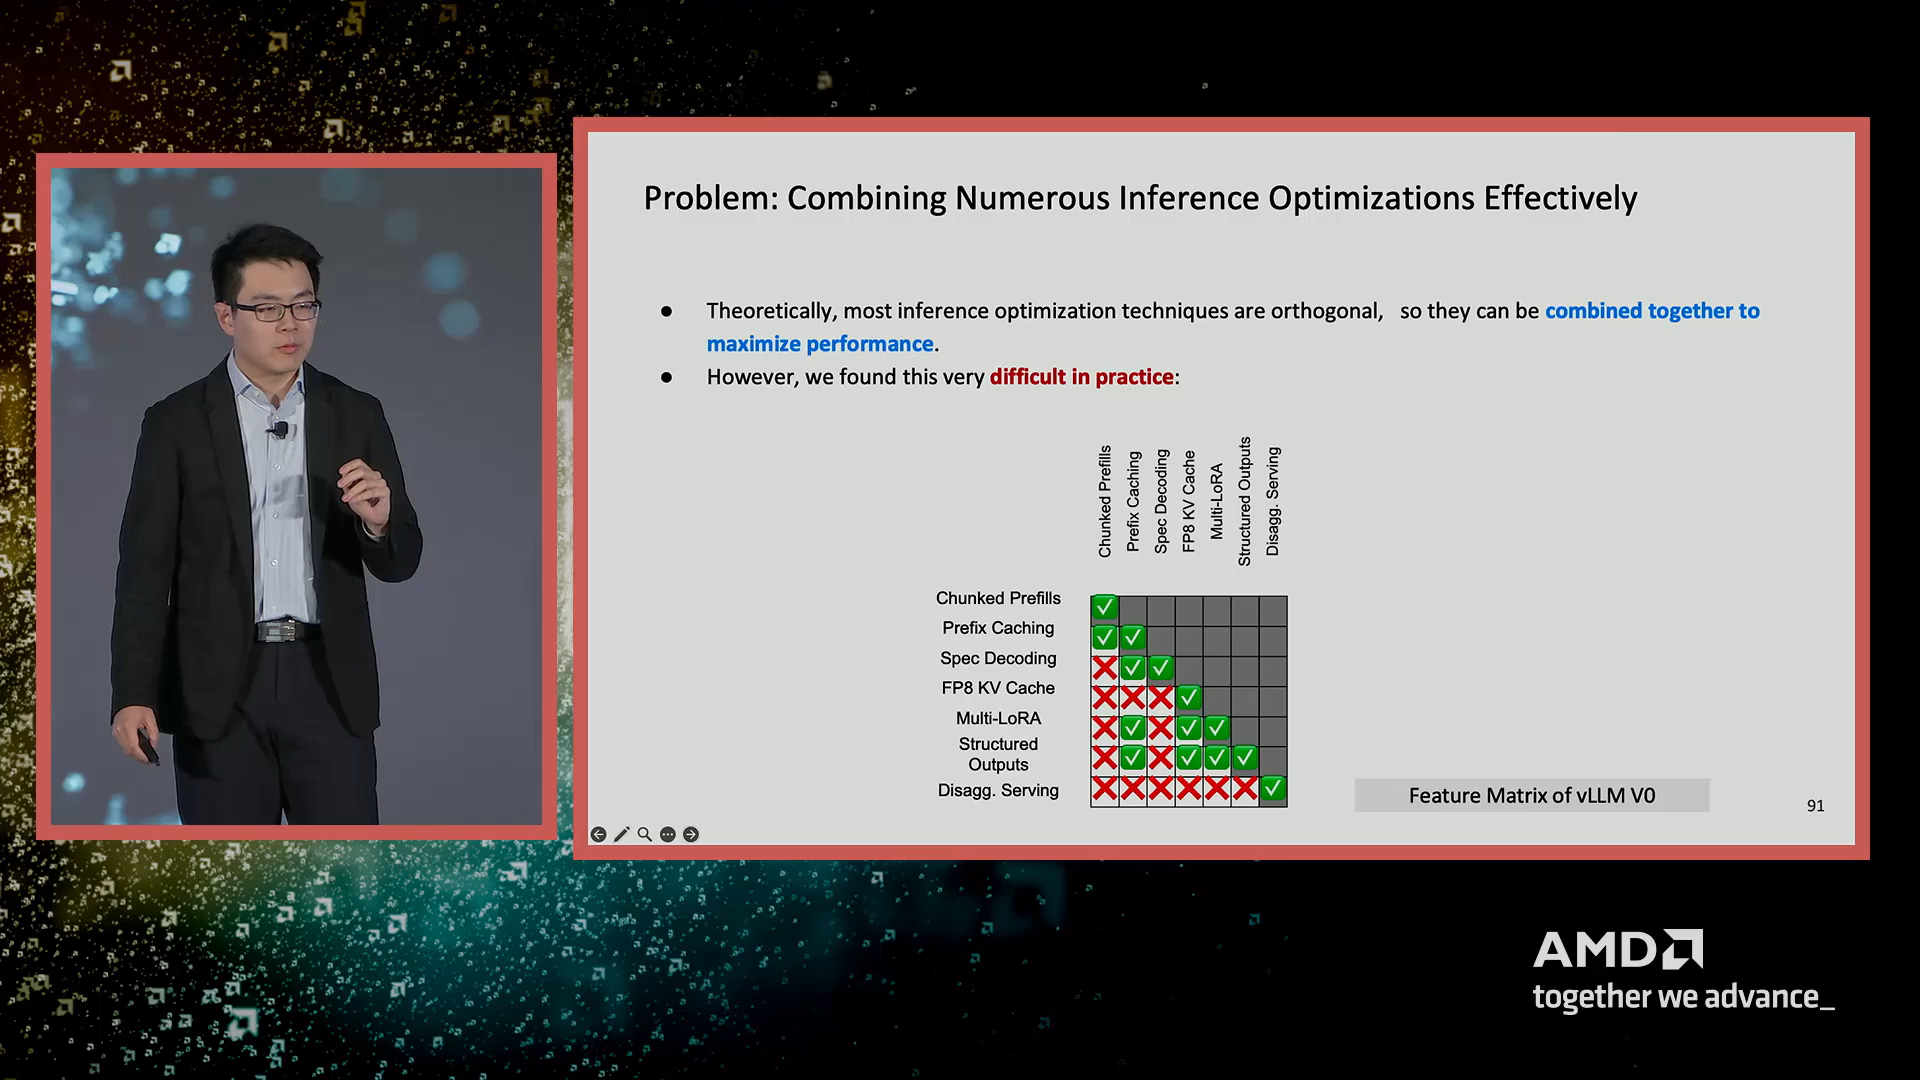 Problem: Combining Numerous Inference Optimizations Effectively
● Theoretically, most inference optimization techniques are orthogonal, so they can be combined together to
maximize performance.
● However, we found this very difficult in practice:
Chunked Prefills
Prefix Caching
Spec Decoding
FP8 KV Cache
Multi-LoRA
Structured Outputs
Disagg. Serving
Chunked Prefills
Prefix Caching
Spec Decoding
FP8 KV Cache
Multi-LoRA
Structured
Outputs
Disagg. Serving
Feature Matrix of vLLM V0
91
AMD
together we advance_